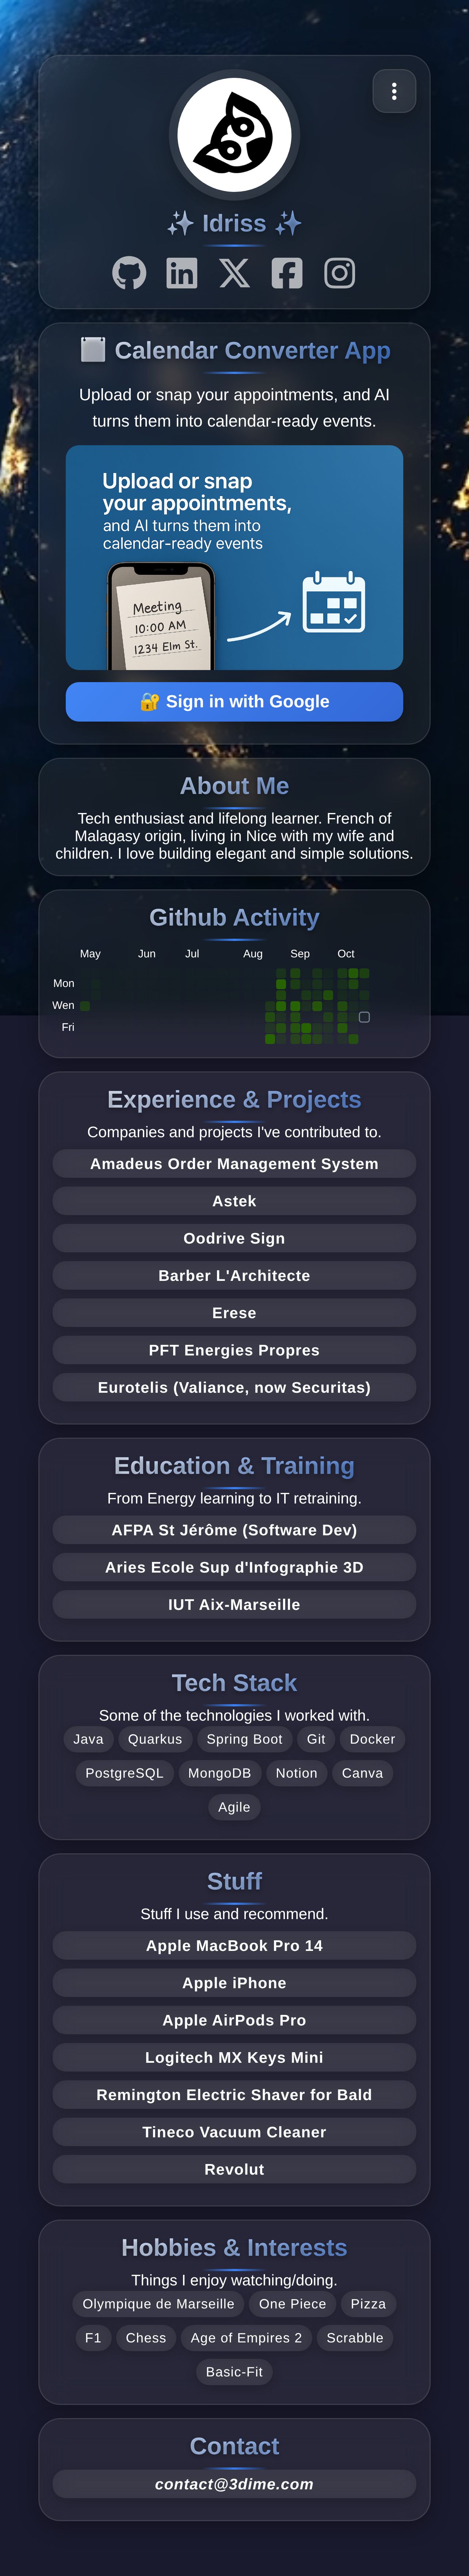 ✨ Idriss ✨
Calendar Converter App
Upload or snap your appointments, and AI
turns them into calendar-ready events.
Upload or snap
your appointments,
and AI turns them into
calendar-ready events
Meeting
10:00 AM
1234 Elm St.
🔐 Sign in with Google
About Me
Tech enthusiast and lifelong learner. French of
Malagasy origin, living in Nice with my wife and
children. I love building elegant and simple solutions.
Github Activity
May Jun Jul Aug Sep Oct
Mon
Wen
Fri
Experience & Projects
Companies and projects I've contributed to.
Amadeus Order Management System
Astek
Oodrive Sign
Barber L'Architecte
Erese
PFT Energies Propres
Eurotelis (Valiance, now Securitas)
Education & Training
From Energy learning to IT retraining.
AFPA St Jérôme (Software Dev)
Aries Ecole Sup d'Infographie 3D
IUT Aix-Marseille
Tech Stack
Some of the technologies I worked with.
Java Quarkus Spring Boot Git Docker
PostgreSQL MongoDB Notion Canva
Agile
Stuff
Stuff I use and recommend.
Apple MacBook Pro 14
Apple iPhone
Apple AirPods Pro
Logitech MX Keys Mini
Remington Electric Shaver for Bald
Tineco Vacuum Cleaner
Revolut
Hobbies & Interests
Things I enjoy watching/doing.
Olympique de Marseille One Piece Pizza
F1 Chess Age of Empires 2 Scrabble
Basic-Fit
Contact
contact@3dime.com